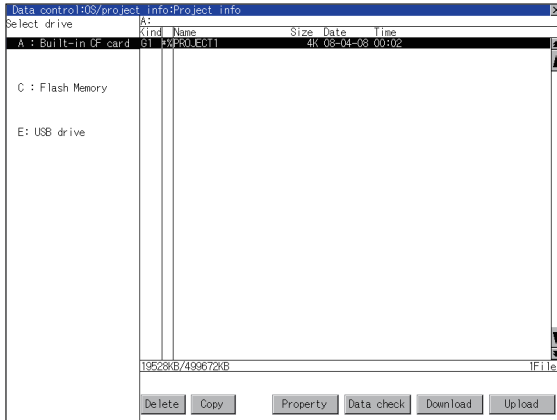 Data control:OS/project info:Project info
Select drive
A:
Kind Name Size Date Time
A : Built-in CF card
G1 #%PROJECT1 4K 08-04-08 00:02
C : Flash Memory
E: USB drive
19528KB/499672KB 1File
Delete Copy Property Data check Download Upload